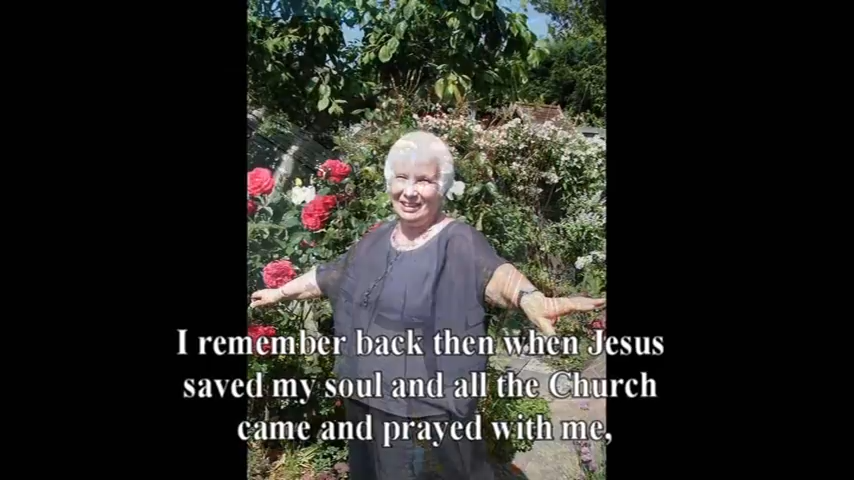 I remember back then when Jesus
saved my soul and all the Church
came and prayed with me,